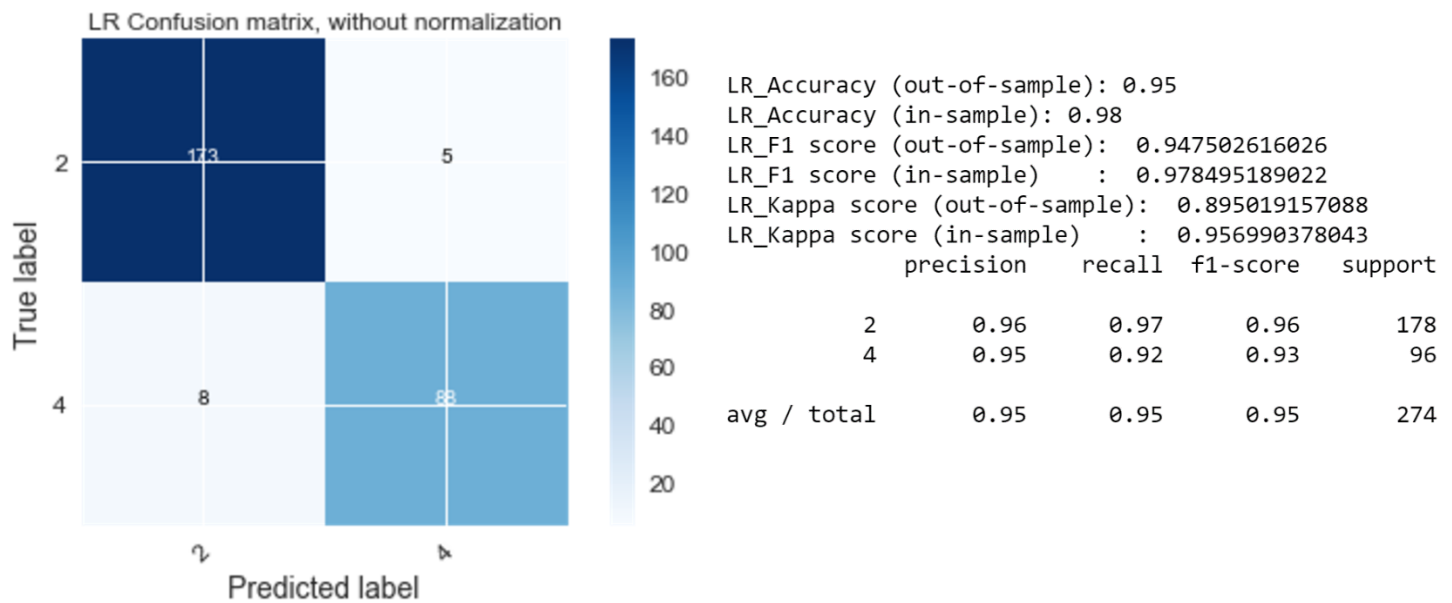 LR Confusion matrix, without normalization
True label
2
173
5
4
8
88
2
4
Predicted label
160
140
120
100
80
60
40
20
LR_Accuracy (out-of-sample): 0.95
LR_Accuracy (in-sample): 0.98
LR_F1 score (out-of-sample):  0.947502616026
LR_F1 score (in-sample)    :  0.978495189022
LR_Kappa score (out-of-sample):  0.895019157088
LR_Kappa score (in-sample)    :  0.956990378043
precision    recall  f1-score   support
2       0.96      0.97      0.96       178
4       0.95      0.92      0.93        96
avg / total       0.95      0.95      0.95       274